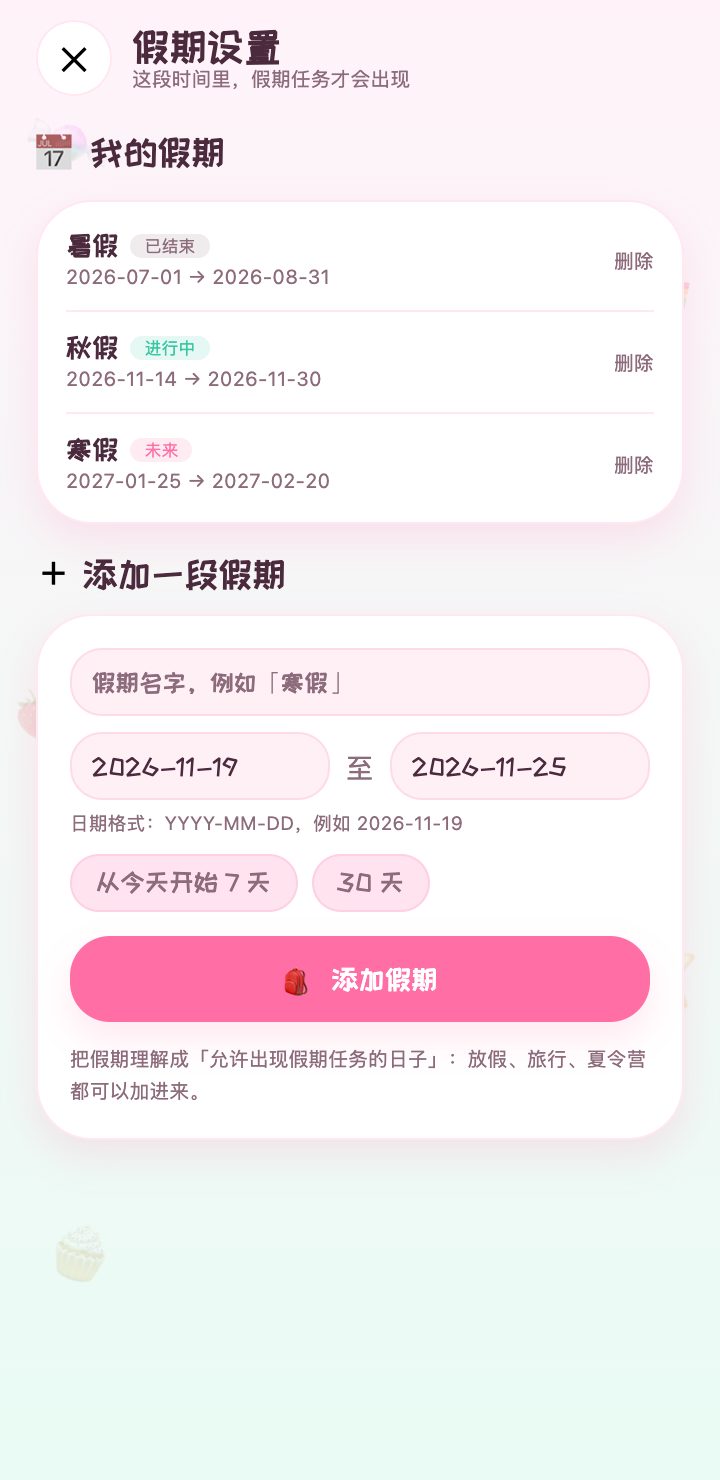 假期设置
这段时间里，假期任务才会出现
JUL
17
我的假期
暑假 已结束
2026-07-01 → 2026-08-31
删除
秋假 进行中
2026-11-14 → 2026-11-30
删除
寒假 未来
2027-01-25 → 2027-02-20
删除
+ 添加一段假期
假期名字，例如「寒假」
2026-11-19 至 2026-11-25
日期格式：YYYY-MM-DD，例如 2026-11-19
从今天开始 7 天 30 天
添加假期
把假期理解成「允许出现假期任务的日子」：放假、旅行、夏令营
都可以加进来。